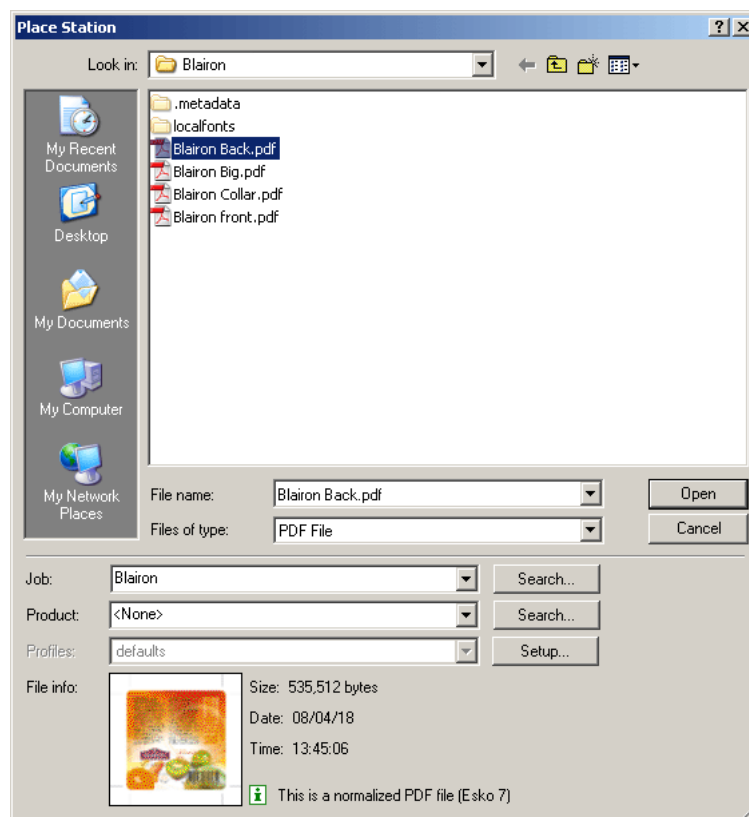 Place Station
Look in: Blairon
.metadata
localfonts
Blairon Back.pdf
Blairon Big.pdf
Blairon Collar.pdf
Blairon front.pdf
My Recent
Documents
Desktop
My Documents
My Computer
My Network
Places
File name: Blairon Back.pdf Open
Files of type: PDF File Cancel
Job: Blairon Search...
Product: <None> Search...
Profiles: defaults Setup...
File info: Size: 535,512 bytes
Date: 08/04/18
Time: 13:45:06
This is a normalized PDF file (Esko 7)